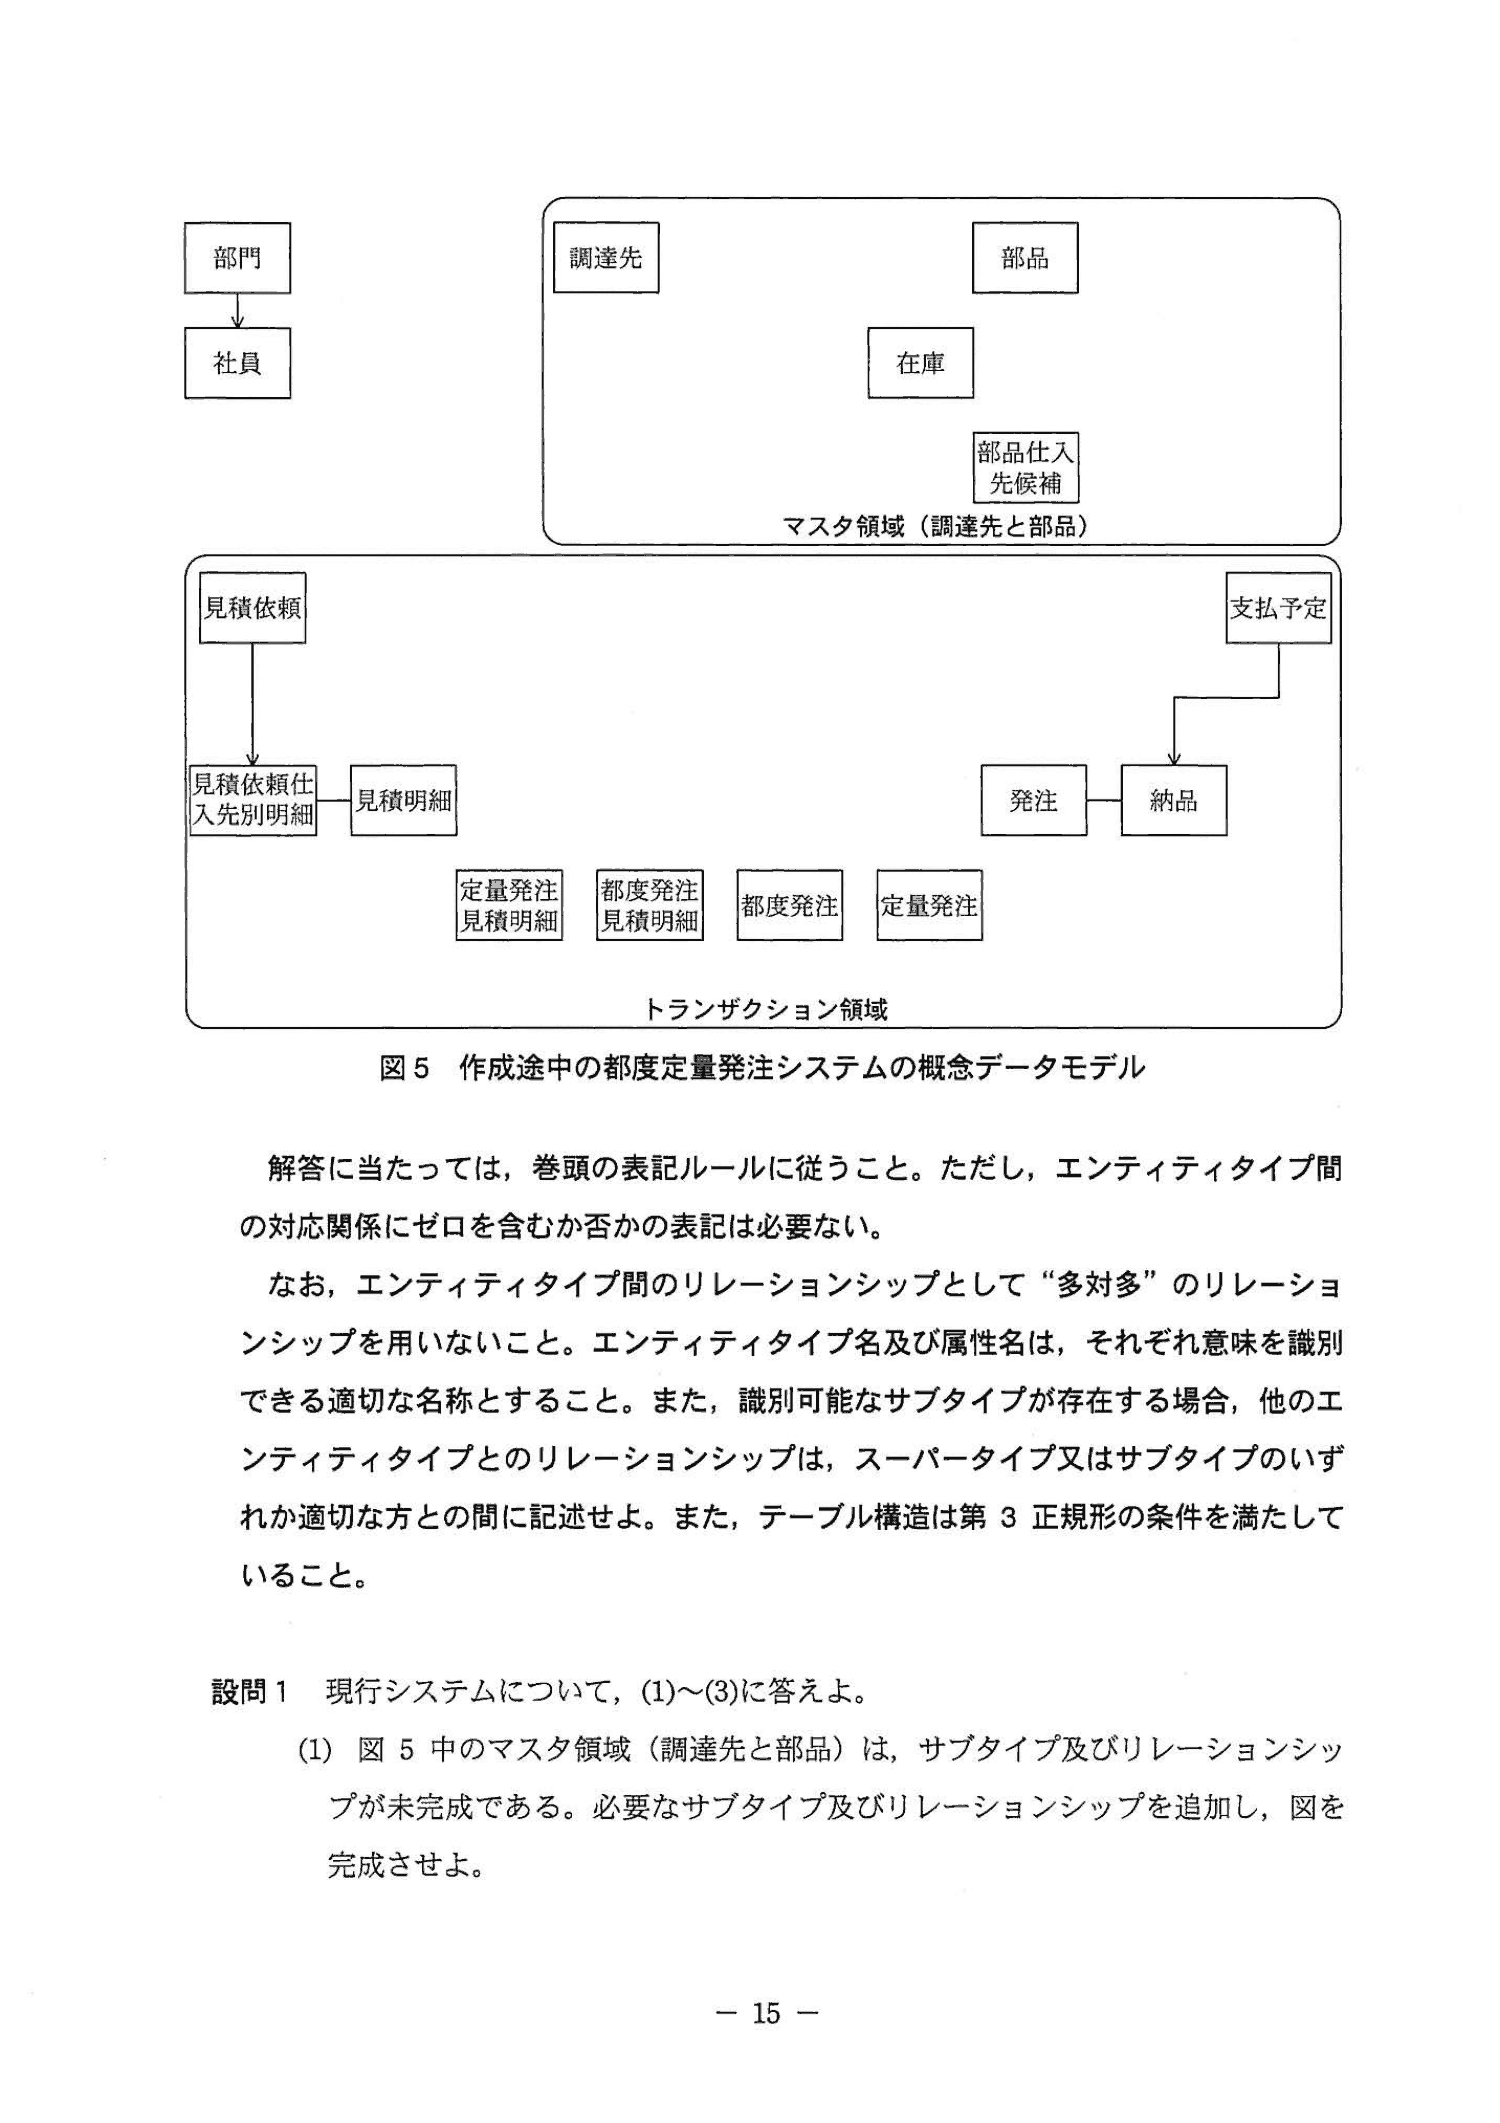 部門
調達先
部品
社員
在庫
部品仕入
先候補
マスタ領域（調達先と部品）
見積依頼
支払予定
見積依頼仕
入先別明細
見積明細
発注
納品
定量発注
見積明細
都度発注
見積明細
都度発注
定量発注
トランザクション領域
図5　作成途中の都度定量発注システムの概念データモデル
解答に当たっては，巻頭の表記ルールに従うこと。ただし，エンティティタイプ間
の対応関係にゼロを含むか否かの表記は必要ない。
なお，エンティティタイプ間のリレーションシップとして“多対多”のリレーショ
ンシップを用いないこと。エンティティタイプ名及び属性名は，それぞれ意味を識別
できる適切な名称とすること。また，識別可能なサブタイプが存在する場合，他のエ
ンティティタイプとのリレーションシップは，スーパータイプ又はサブタイプのいず
れか適切な方との間に記述せよ。また，テーブル構造は第 3 正規形の条件を満たして
いること。
設問1　現行システムについて，(1)～(3)に答えよ。
(1)　図 5 中のマスタ領域（調達先と部品）は，サブタイプ及びリレーションシッ
プが未完成である。必要なサブタイプ及びリレーションシップを追加し，図を
完成させよ。
－ 15 －